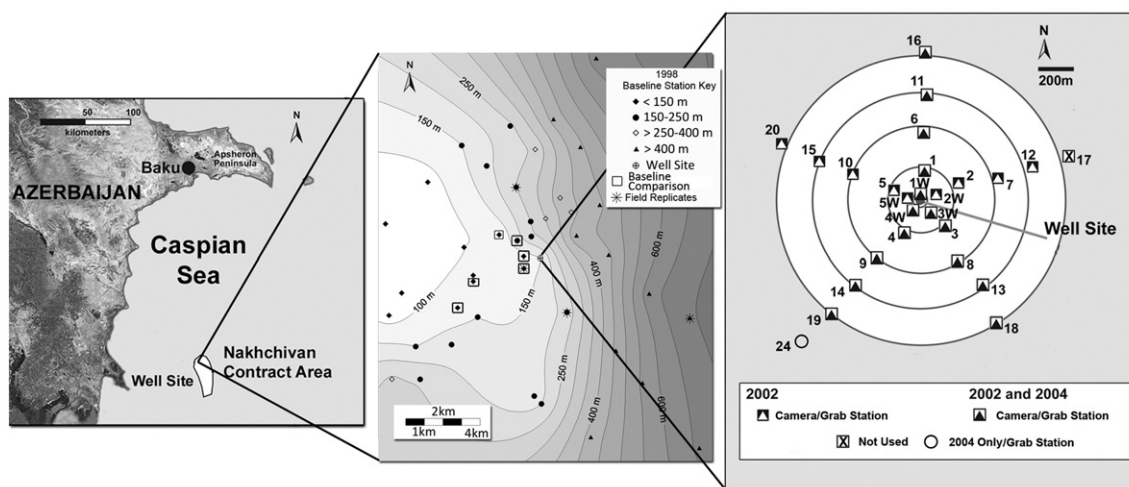 N
50
100
kilometers
Apsheron
Peninsula
Baku
AZERBAIJAN
Caspian
Sea
Nakhchivan
Contract Area
Well Site
N
1998
Baseline Station Key
< 150 m
150-250 m
> 250-400 m
> 400 m
Well Site
Baseline
Comparison
Field Replicates
250 m
150 m
600 m
400 m
100 m
150 m
250 m
400 m
600 m
2km
1km
4km
N
200m
16
11
6
20
15
10
1
12
17
5
1W
2
7
2W
5W
4W
3W
Well Site
4
3
9
8
14
13
19
18
24
2002
2002 and 2004
Camera/Grab Station
Camera/Grab Station
Not Used
2004 Only/Grab Station